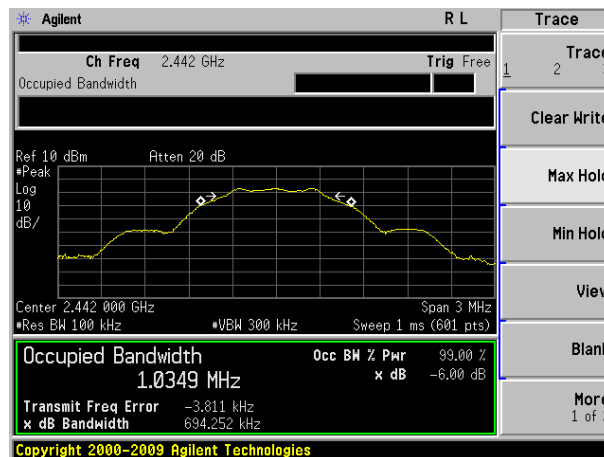 Agilent R L Trace
Ch Freq 2.442 GHz Trig Free
Occupied Bandwidth
Trace
1 2
Clear Write
Max Hold
Min Hold
View
Blank
More
1 of
Ref 10 dBm Atten 20 dB
#Peak
Log
10
dB/
Center 2.442 000 GHz Span 3 MHz
#Res BW 100 kHz #VBW 300 kHz Sweep 1 ms (601 pts)
Occupied Bandwidth Occ BW % Pwr 99.00 %
1.0349 MHz x dB -6.00 dB
Transmit Freq Error -3.811 kHz
x dB Bandwidth 694.252 kHz
Copyright 2000-2009 Agilent Technologies